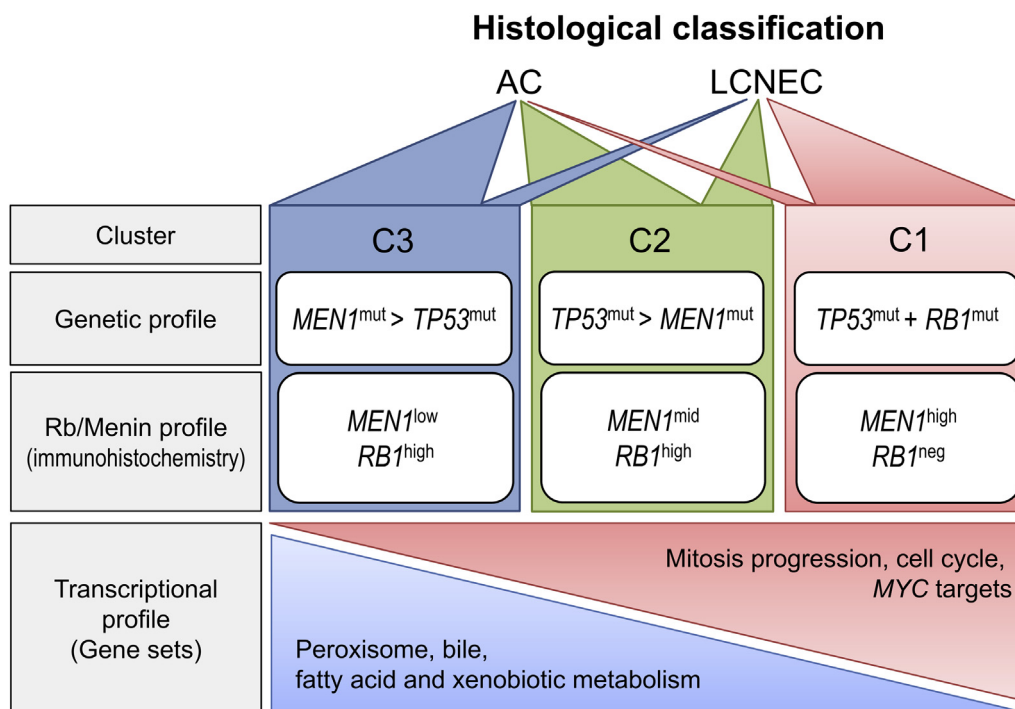 Histological classification
AC LCNEC
Cluster C3 C2 C1
Genetic profile MEN1mut > TP53mut TP53mut > MEN1mut TP53mut + RB1mut
Rb/Menin profile
(immunohistochemistry)
MEN1low
RB1high
MEN1mid
RB1high
MEN1high
RB1neg
Transcriptional
profile
(Gene sets)
Mitosis progression, cell cycle,
MYC targets
Peroxisome, bile,
fatty acid and xenobiotic metabolism